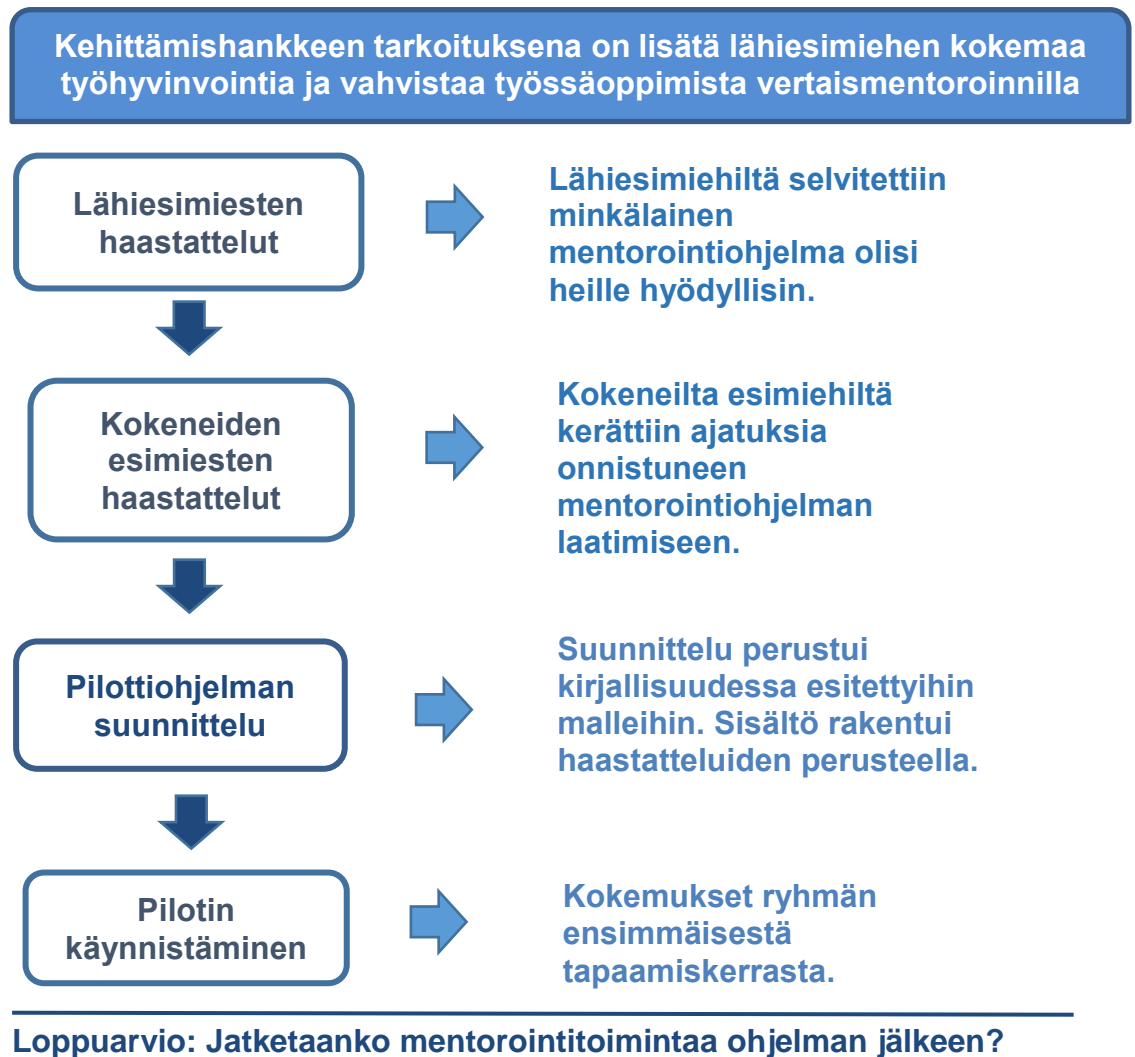 Kehittämishankkeen tarkoituksena on lisätä lähiesimiehen kokemaa
työhyvinvointia ja vahvistaa työssäoppimista vertaismentoroinnilla
Lähiesimiesten
haastattelut
Lähiesimiehiltä selvitettiin
minkälainen
mentorointiohjelma olisi
heille hyödyllisin.
Kokeneiden
esimiesten
haastattelut
Kokeneilta esimiehiltä
kerättiin ajatuksia
onnistuneen
mentorointiohjelman
laatimiseen.
Pilottiohjelman
suunnittelu
Suunnittelu perustui
kirjallisuudessa esitettyihin
malleihin. Sisältö rakentui
haastatteluiden perusteella.
Pilotin
käynnistäminen
Kokemukset ryhmän
ensimmäisestä
tapaamiskerrasta.
Loppuarvio: Jatketaanko mentorointitoimintaa ohjelman jälkeen?